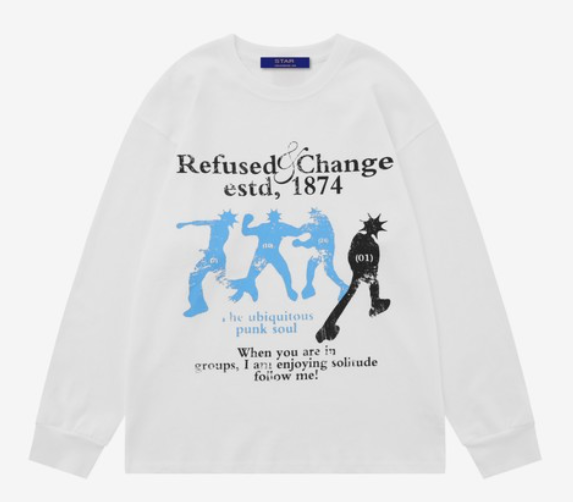 STAR
Refused & Change
estd, 1874
(01)
he ubiquitous
punk soul
When you are in
groups, I am enjoying solitude
follow me!